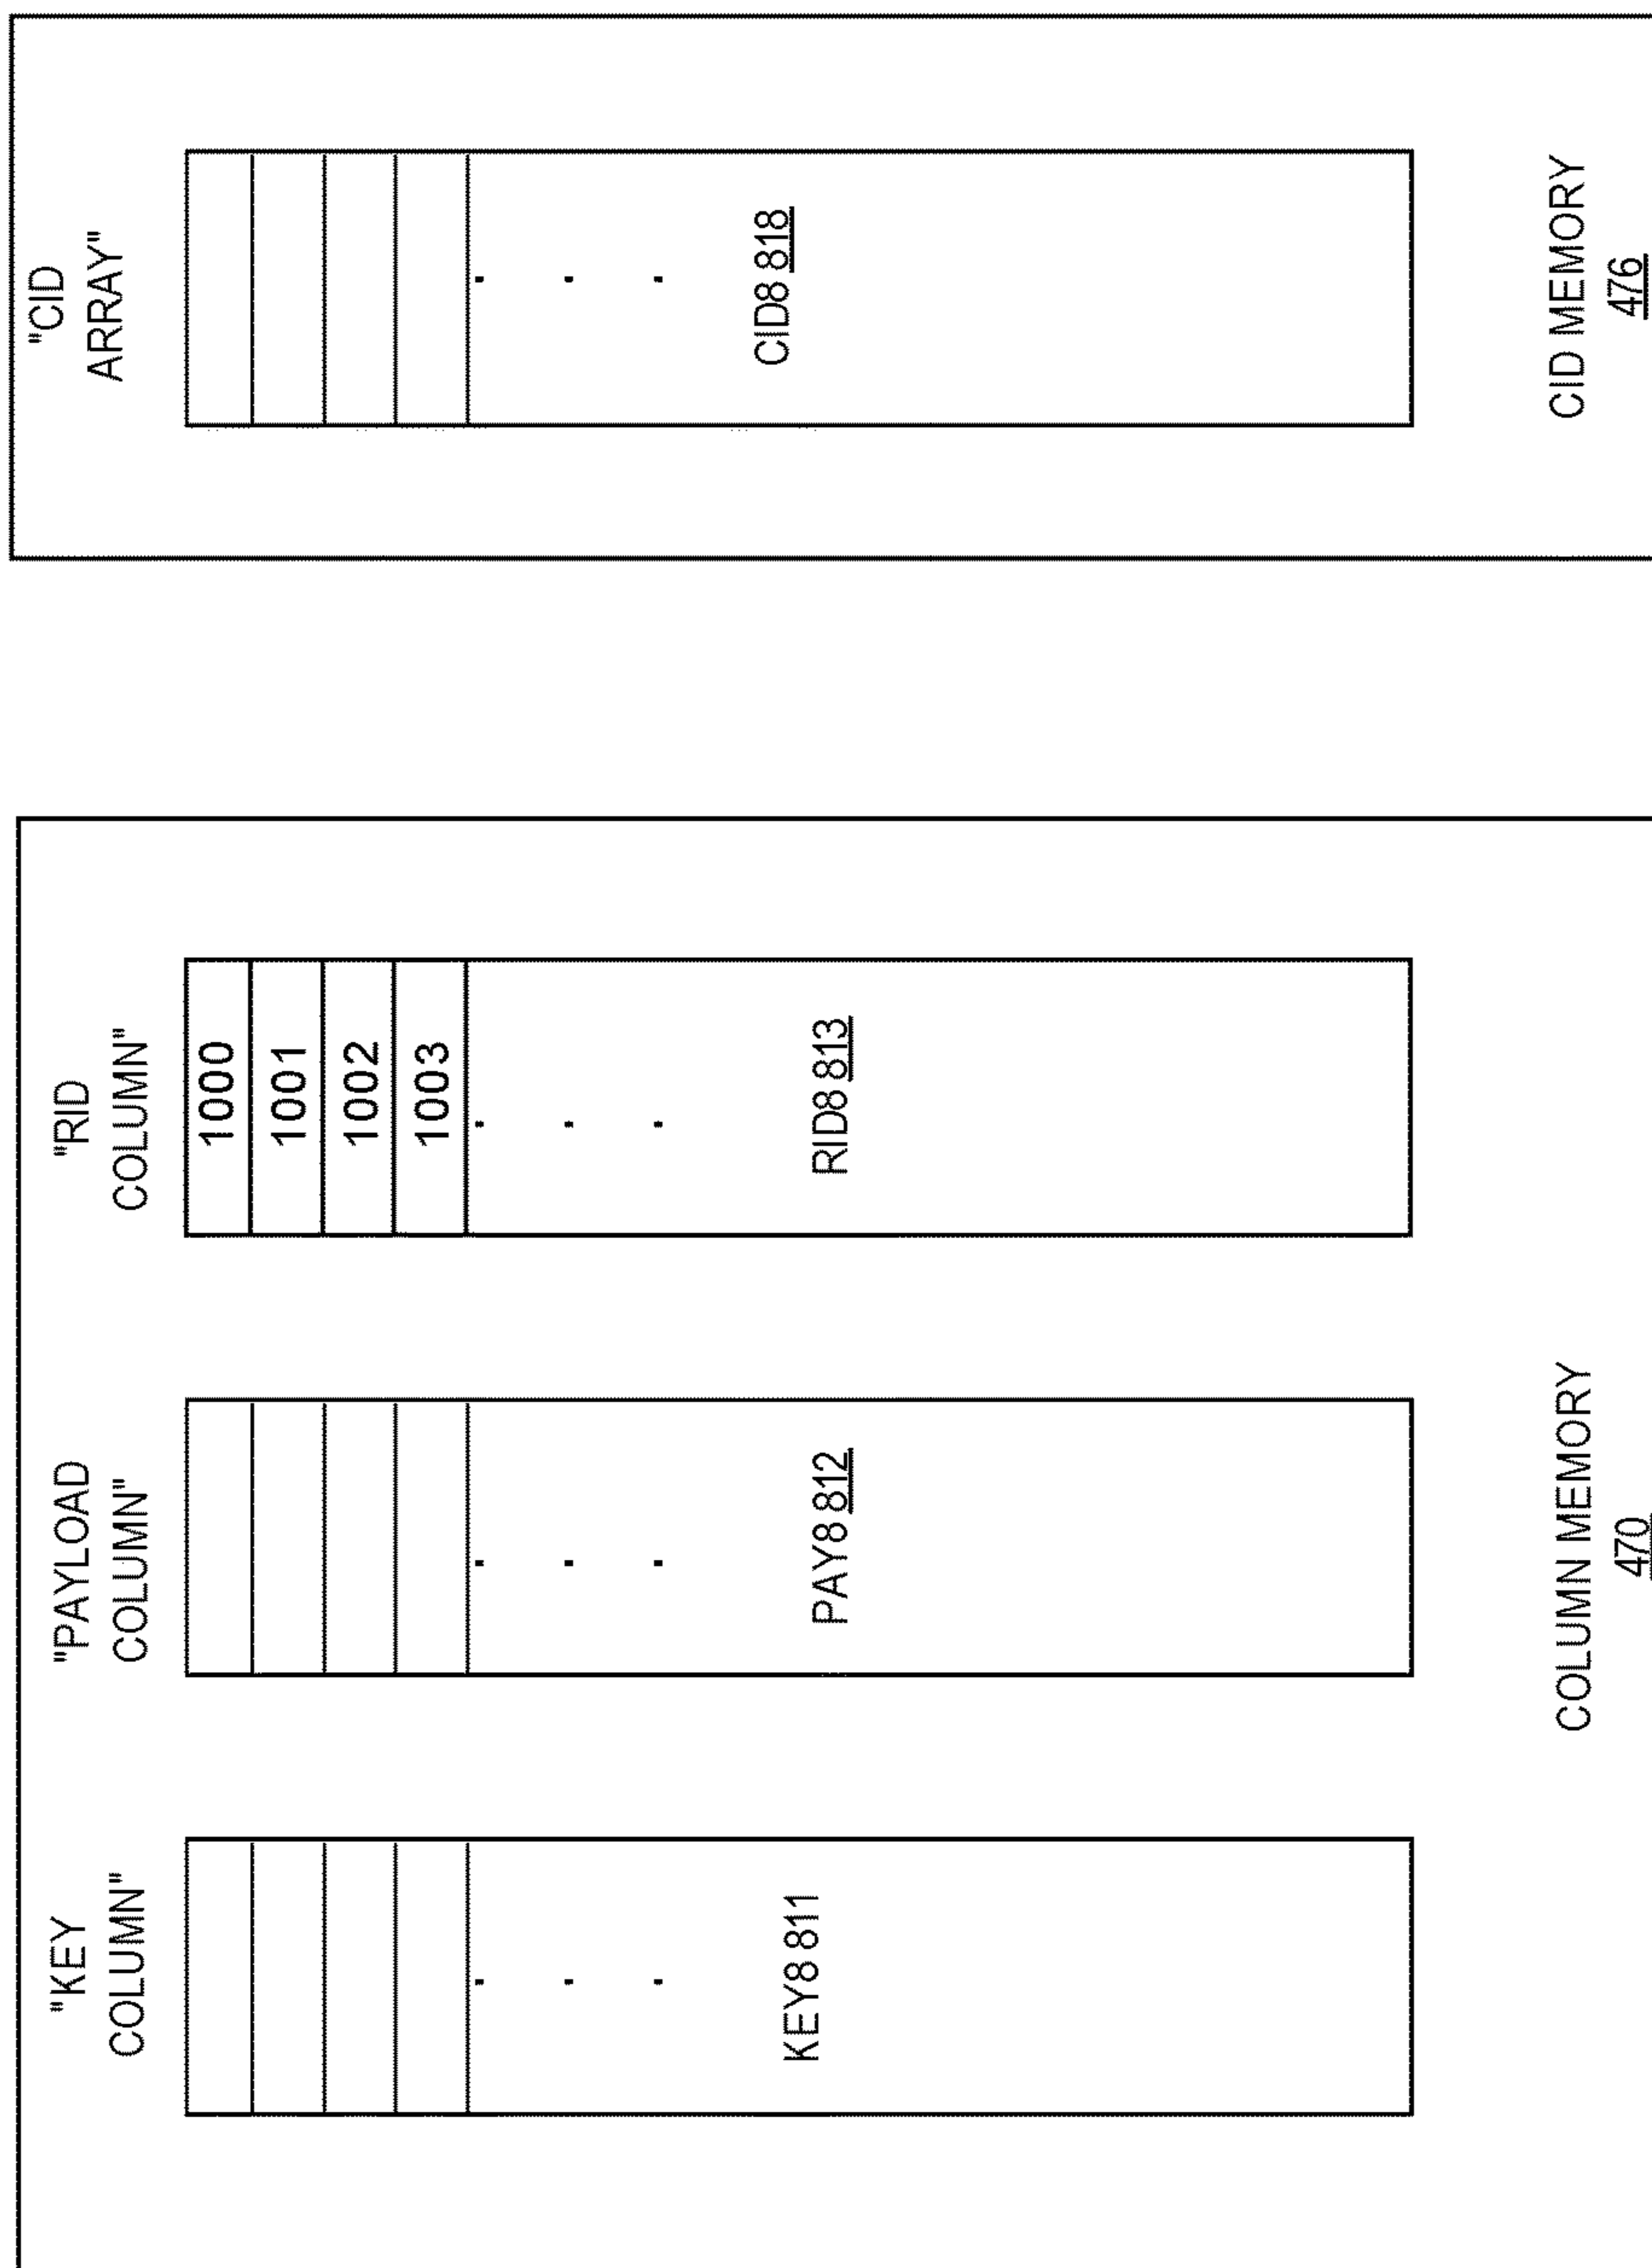 "KEY
COLUMN"
KEY8 811
"PAYLOAD
COLUMN"
PAY8 812
"RID
COLUMN"
1000
1001
1002
1003
RID8 813
COLUMN MEMORY
470
"CID
ARRAY"
CID8 818
CID MEMORY
476